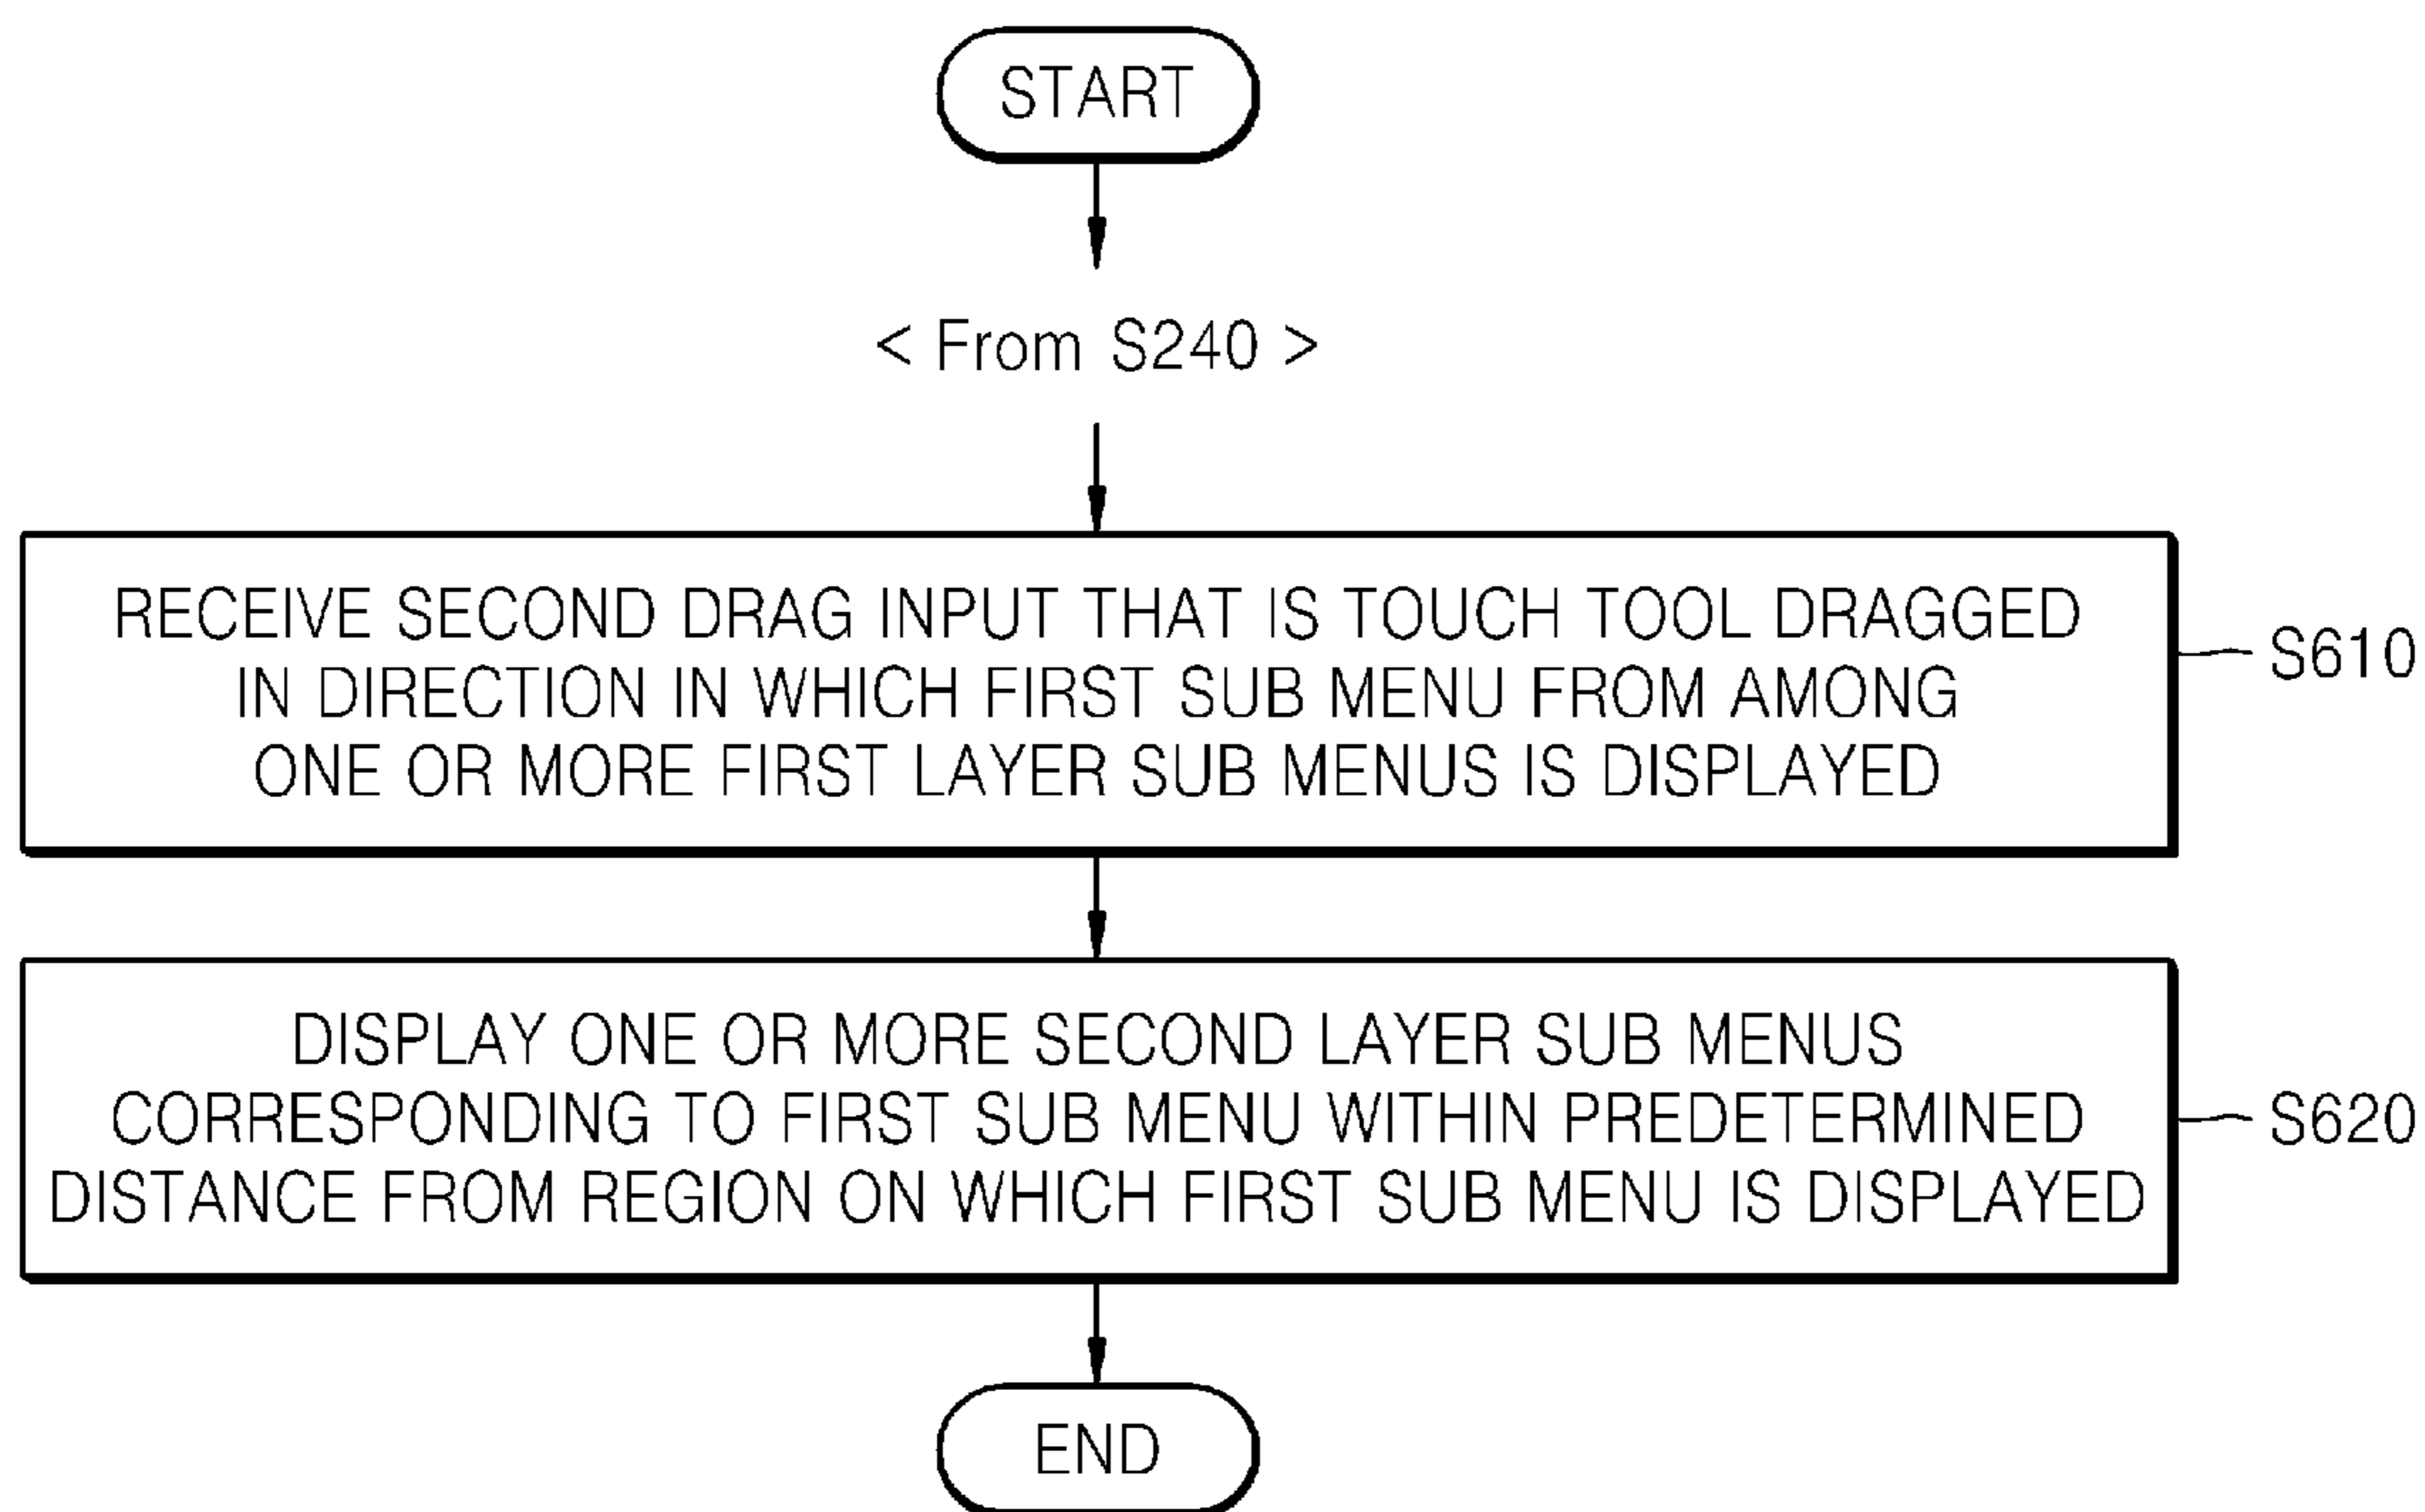 START
< From S240 >
RECEIVE SECOND DRAG INPUT THAT IS TOUCH TOOL DRAGGED
IN DIRECTION IN WHICH FIRST SUB MENU FROM AMONG
ONE OR MORE FIRST LAYER SUB MENUS IS DISPLAYED
S610
DISPLAY ONE OR MORE SECOND LAYER SUB MENUS
CORRESPONDING TO FIRST SUB MENU WITHIN PREDETERMINED
DISTANCE FROM REGION ON WHICH FIRST SUB MENU IS DISPLAYED
S620
END